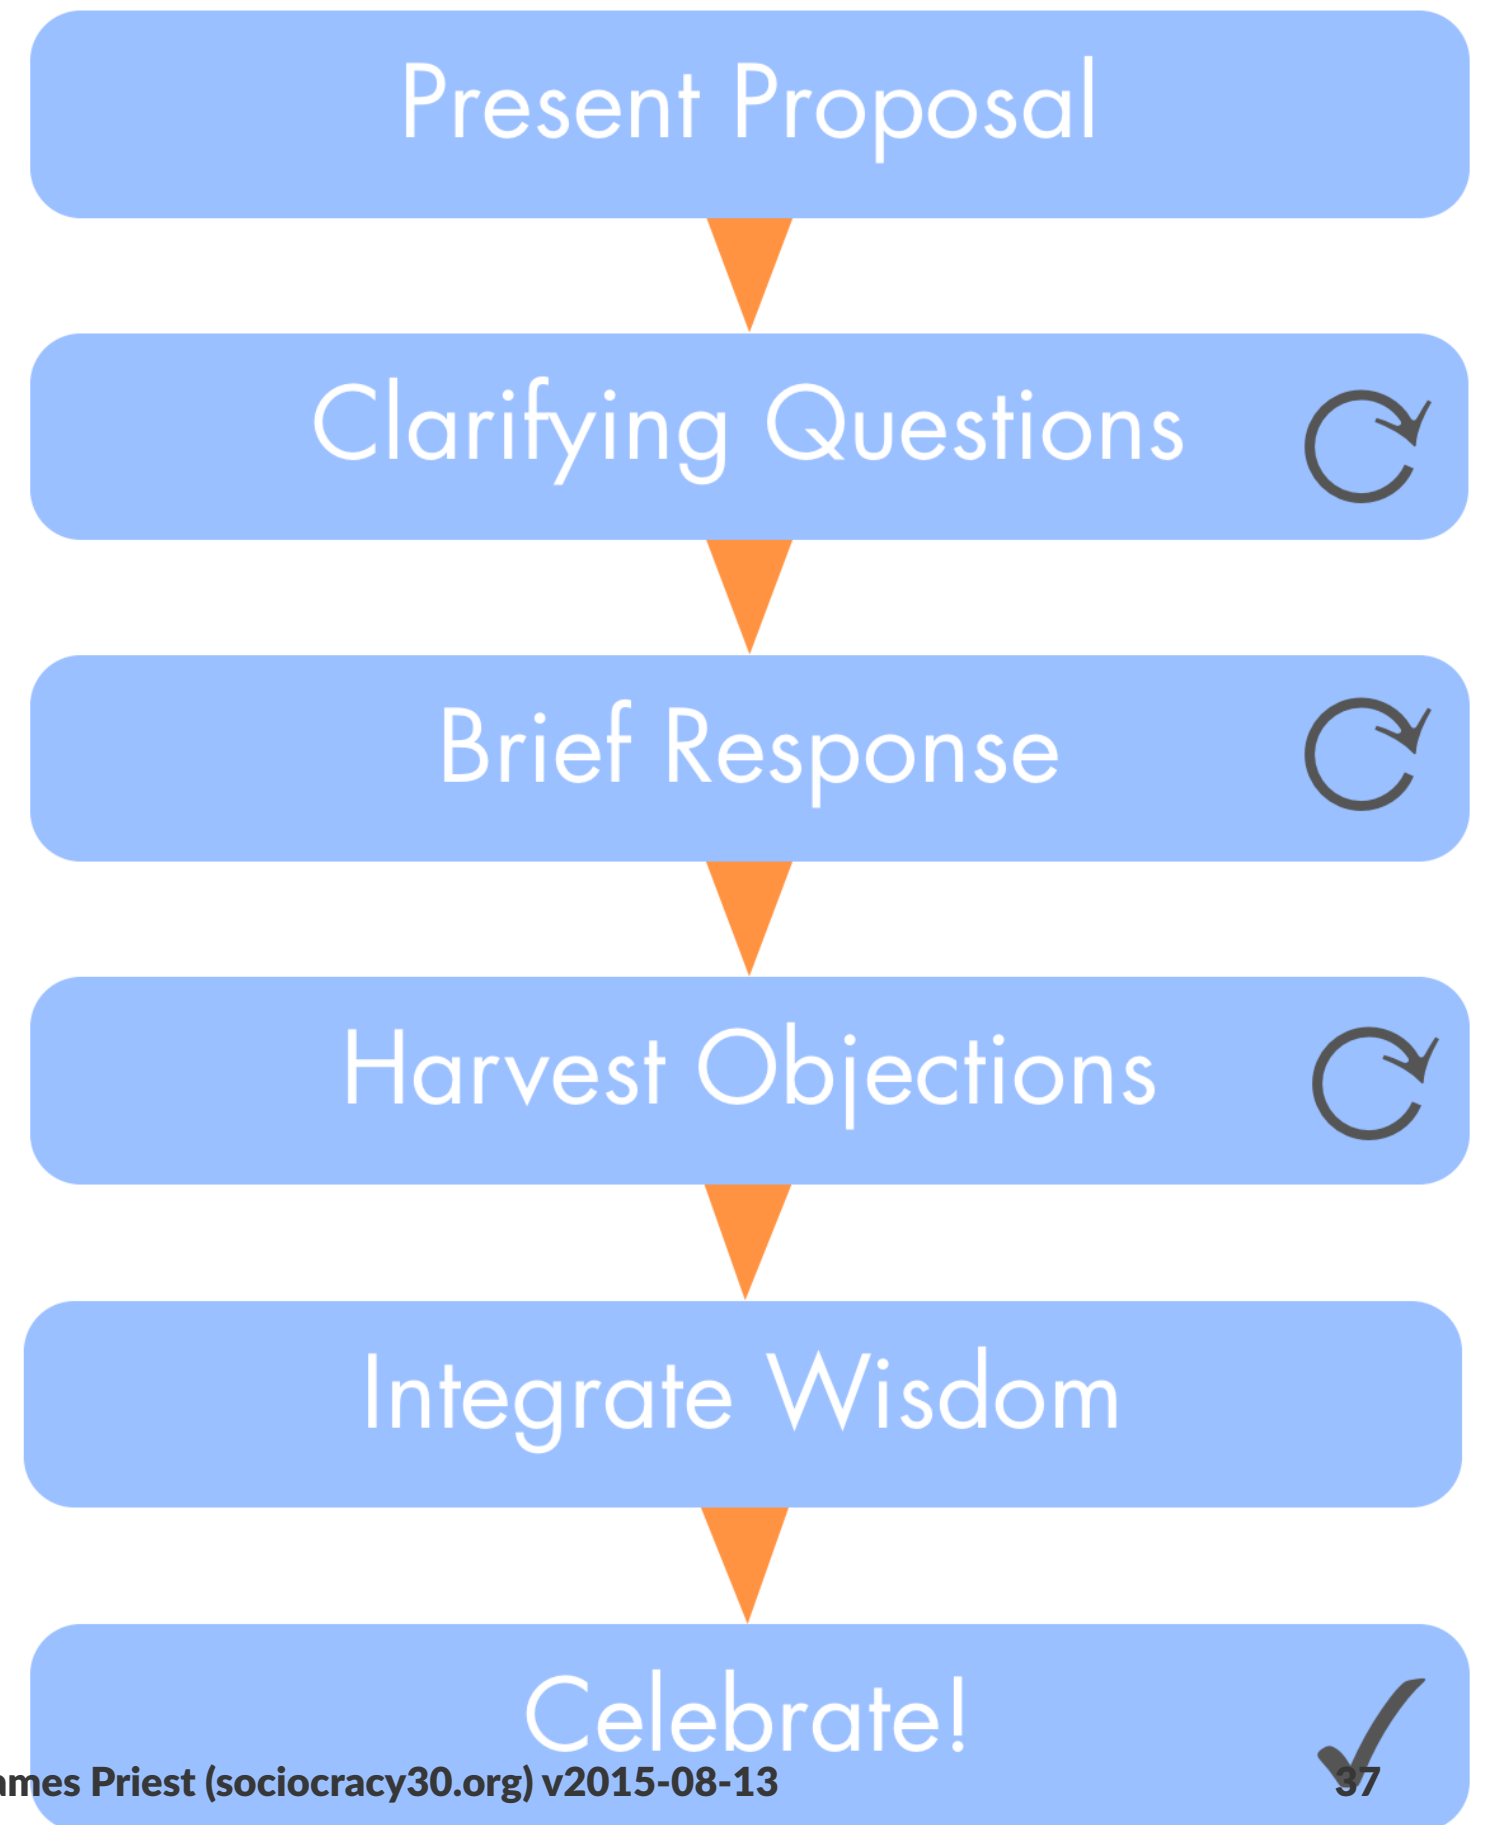 Present Proposal
Clarifying Questions
Brief Response
Harvest Objections
Integrate Wisdom
Celebrate!
ames Priest (sociocracy30.org) v2015-08-13
37